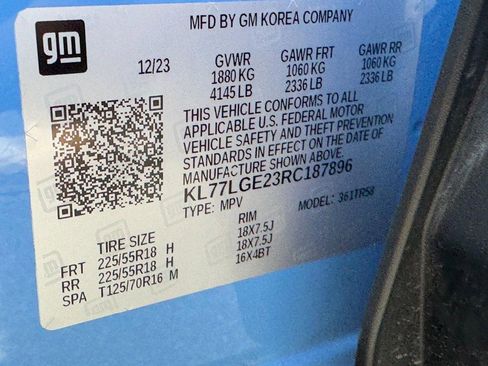 gm
MFD BY GM KOREA COMPANY
12/23 GVWR GAWR FRT GAWR RR
1880 KG 1060 KG 1060 KG
4145 LB 2336 LB 2336 LB
THIS VEHICLE CONFORMS TO ALL
APPLICABLE U.S. FEDERAL MOTOR
VEHICLE SAFETY AND THEFT PREVENTION
STANDARDS IN EFFECT ON THE DATE OF
MANUFACTURE SHOWN ABOVE.
KL77LGE23RC187896
TYPE: MPV MODEL: 361TR58
TIRE SIZE RIM
FRT 225/55R18 H 18X7.5J
RR 225/55R18 H 18X7.5J
SPA T125/70R16 M 16X4BT